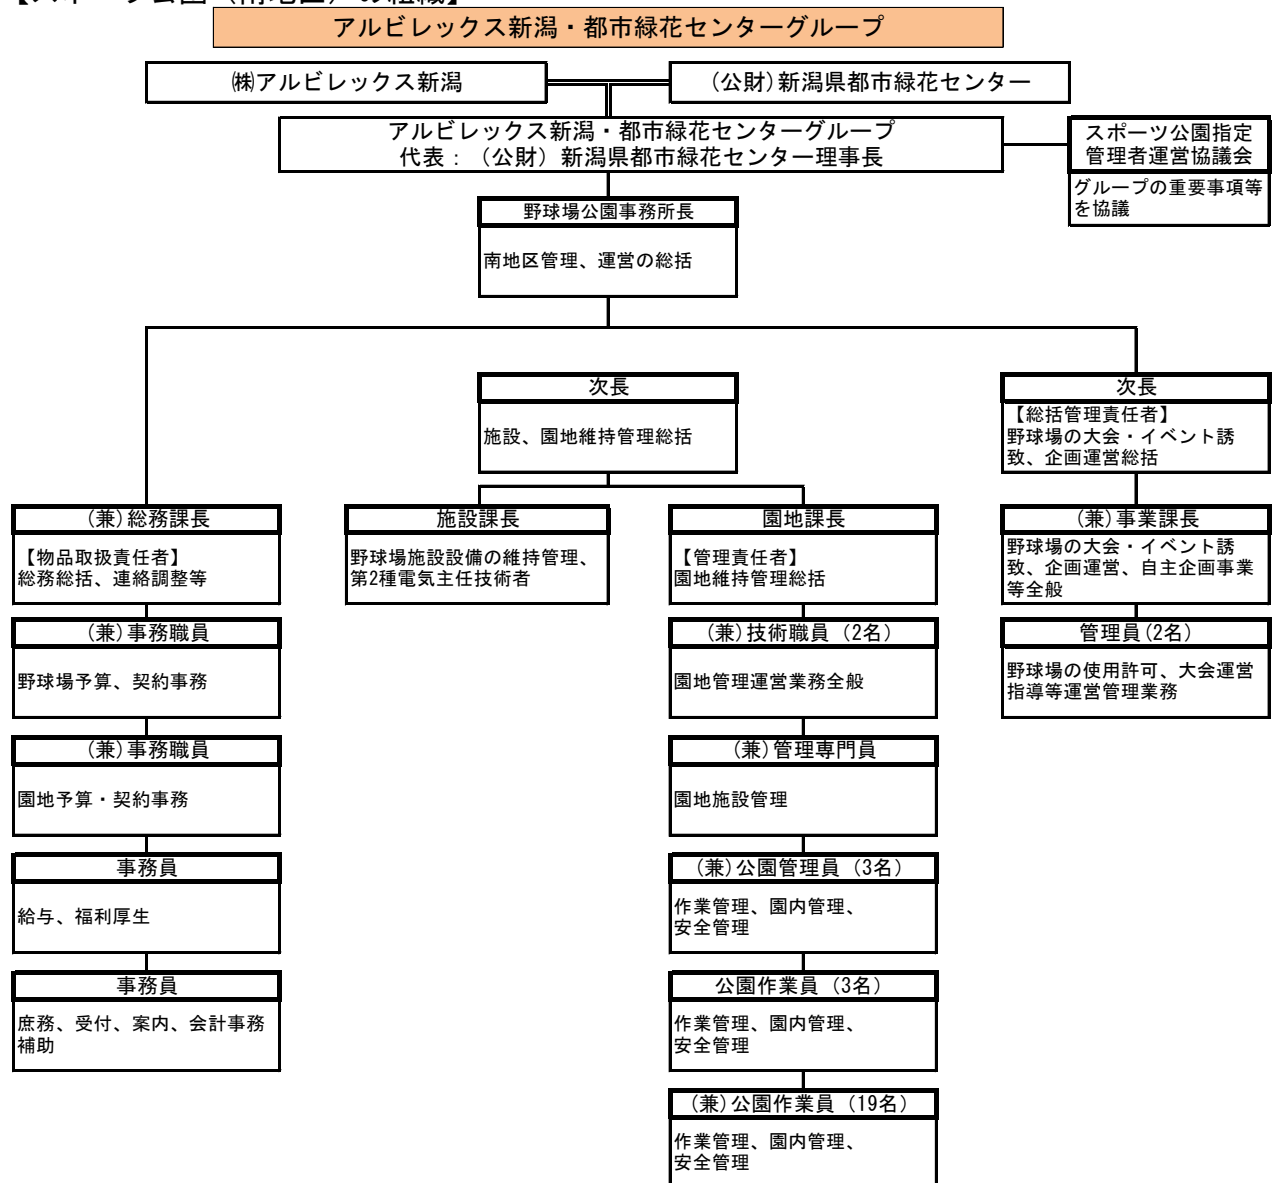 【スポーツ公園（南地区）の組織】
アルビレックス新潟・都市緑花センターグループ
㈱アルビレックス新潟
(公財)新潟県都市緑花センター
アルビレックス新潟・都市緑花センターグループ
代表：（公財）新潟県都市緑花センター理事長
スポーツ公園指定
管理者運営協議会
グループの重要事項等
を協議
野球場公園事務所長
南地区管理、運営の総括
次長
施設、園地維持管理総括
次長
【総括管理責任者】
野球場の大会・イベント誘
致、企画運営総括
(兼)総務課長
【物品取扱責任者】
総務総括、連絡調整等
施設課長
野球場施設設備の維持管理、
第2種電気主任技術者
園地課長
【管理責任者】
園地維持管理総括
(兼)事業課長
野球場の大会・イベント誘
致、企画運営、自主企画事業
等全般
(兼)事務職員
野球場予算、契約事務
(兼)技術職員（2名）
園地管理運営業務全般
管理員(2名)
野球場の使用許可、大会運営
指導等運営管理業務
(兼)事務職員
園地予算・契約事務
(兼)管理専門員
園地施設管理
事務員
給与、福利厚生
(兼)公園管理員（3名）
作業管理、園内管理、
安全管理
事務員
庶務、受付、案内、会計事務
補助
公園作業員（3名）
作業管理、園内管理、
安全管理
(兼)公園作業員（19名）
作業管理、園内管理、
安全管理